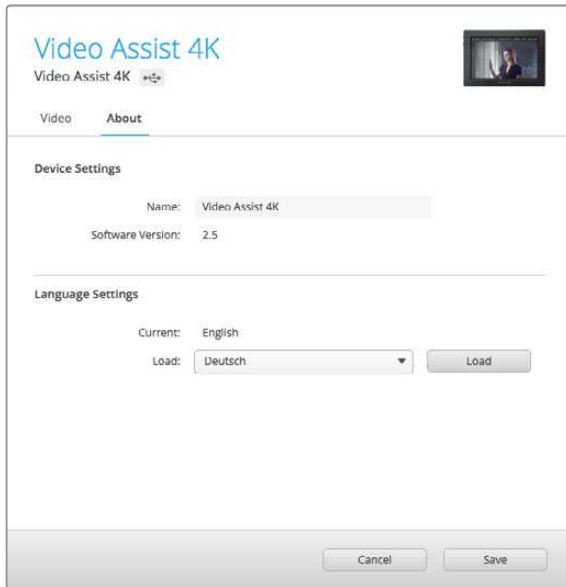 Video Assist 4K
Video Assist 4K
Video About
Device Settings
Name: Video Assist 4K
Software Version: 2.5
Language Settings
Current: English
Load: Deutsch Load
Cancel Save